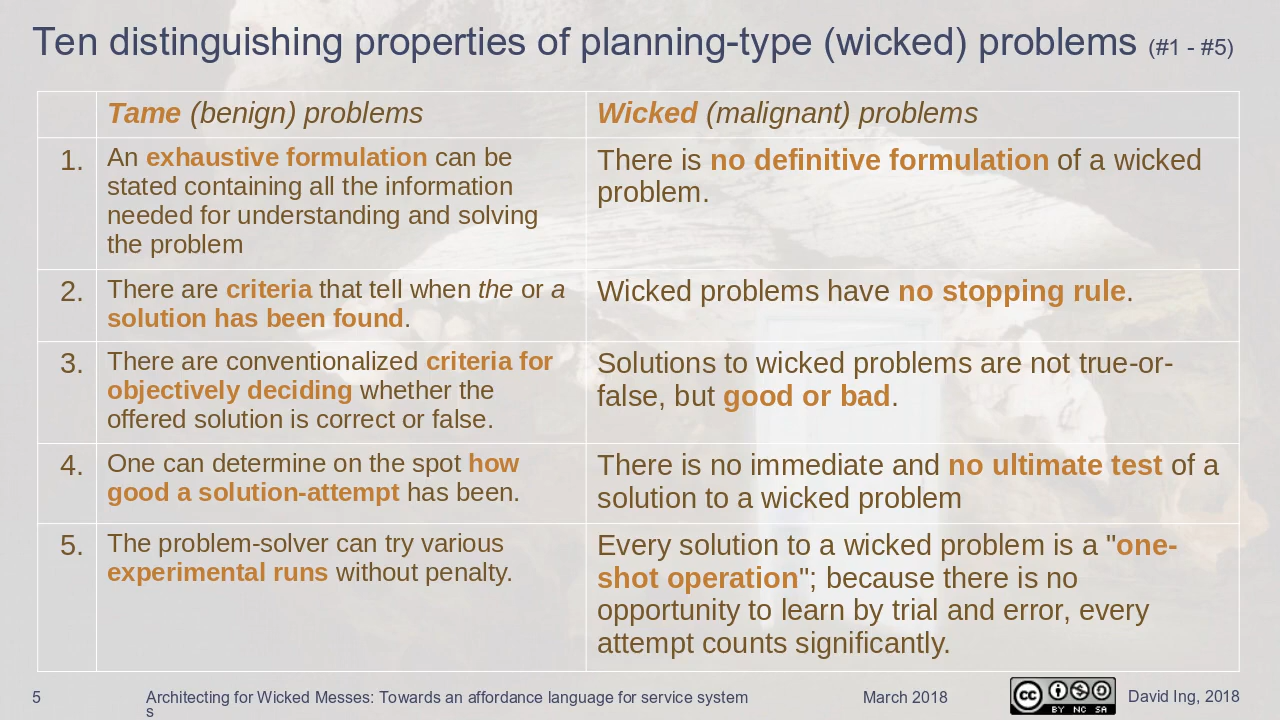 Ten distinguishing properties of planning-type (wicked) problems (#1 - #5)
Tame (benign) problems
Wicked (malignant) problems
1.
An exhaustive formulation can be
stated containing all the information
needed for understanding and solving
the problem
There is no definitive formulation of a wicked
problem.
2.
There are criteria that tell when the or a
solution has been found.
Wicked problems have no stopping rule.
3.
There are conventionalized criteria for
objectively deciding whether the
offered solution is correct or false.
Solutions to wicked problems are not true-or-
false, but good or bad.
4.
One can determine on the spot how
good a solution-attempt has been.
There is no immediate and no ultimate test of a
solution to a wicked problem
5.
The problem-solver can try various
experimental runs without penalty.
Every solution to a wicked problem is a "one-
shot operation"; because there is no
opportunity to learn by trial and error, every
attempt counts significantly.
5
Architecting for Wicked Messes: Towards an affordance language for service system
s
March 2018
cc
BY NC SA
David Ing, 2018